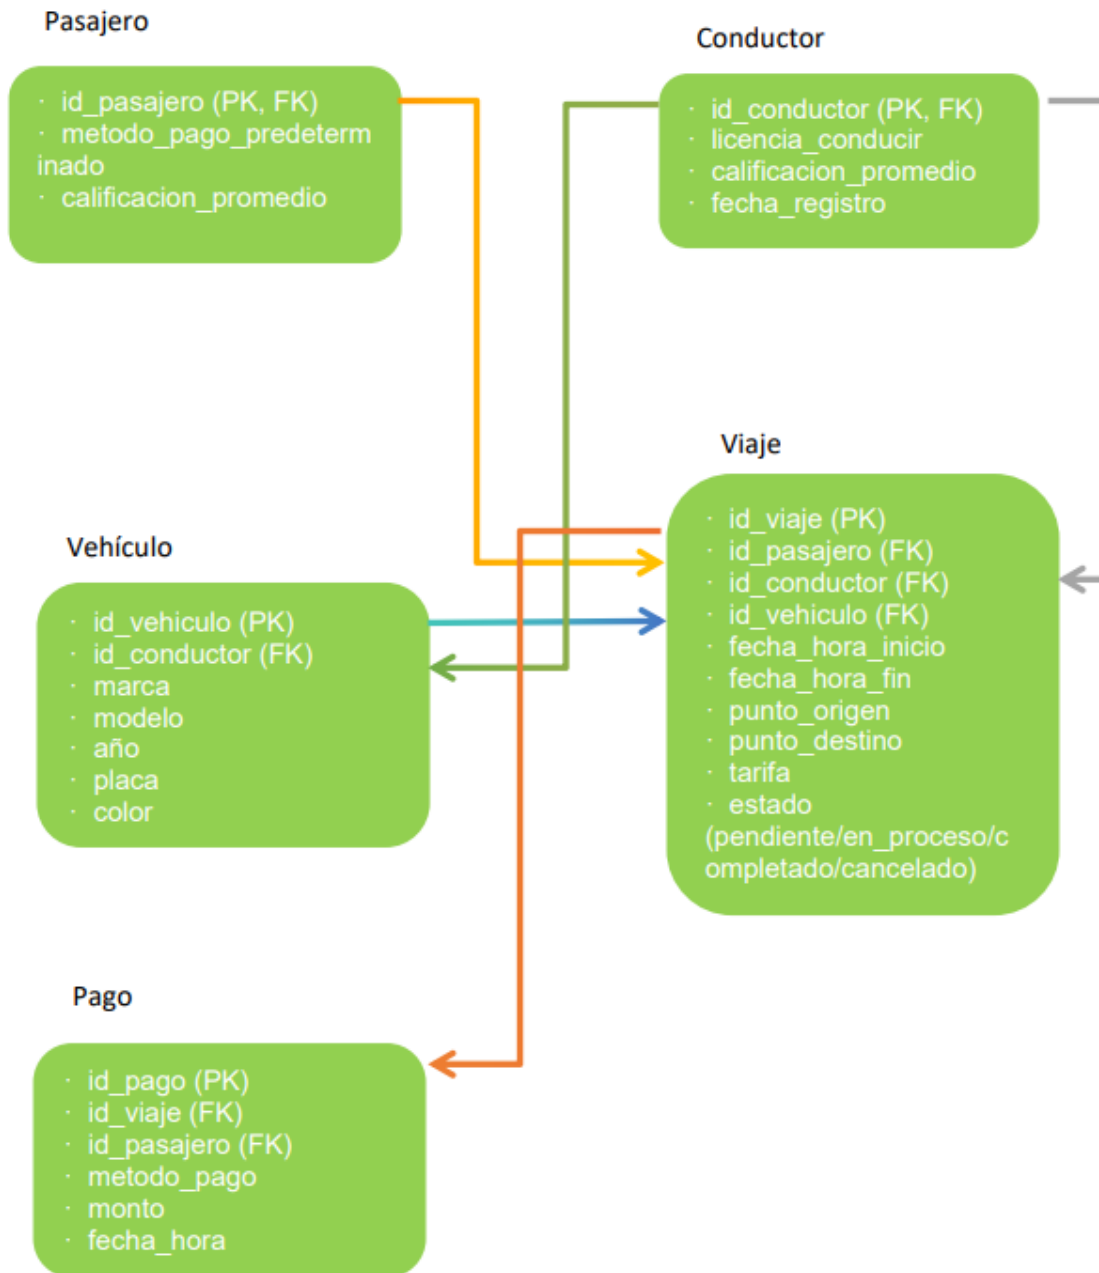 Pasajero
· id_pasajero (PK, FK)
· metodo_pago_predeterm
inado
· calificacion_promedio
Conductor
· id_conductor (PK, FK)
· licencia_conducir
· calificacion_promedio
· fecha_registro
Vehículo
· id_vehiculo (PK)
· id_conductor (FK)
· marca
· modelo
· año
· placa
· color
Viaje
· id_viaje (PK)
· id_pasajero (FK)
· id_conductor (FK)
· id_vehiculo (FK)
· fecha_hora_inicio
· fecha_hora_fin
· punto_origen
· punto_destino
· tarifa
· estado
(pendiente/en_proceso/c
ompletado/cancelado)
Pago
· id_pago (PK)
· id_viaje (FK)
· id_pasajero (FK)
· metodo_pago
· monto
· fecha_hora